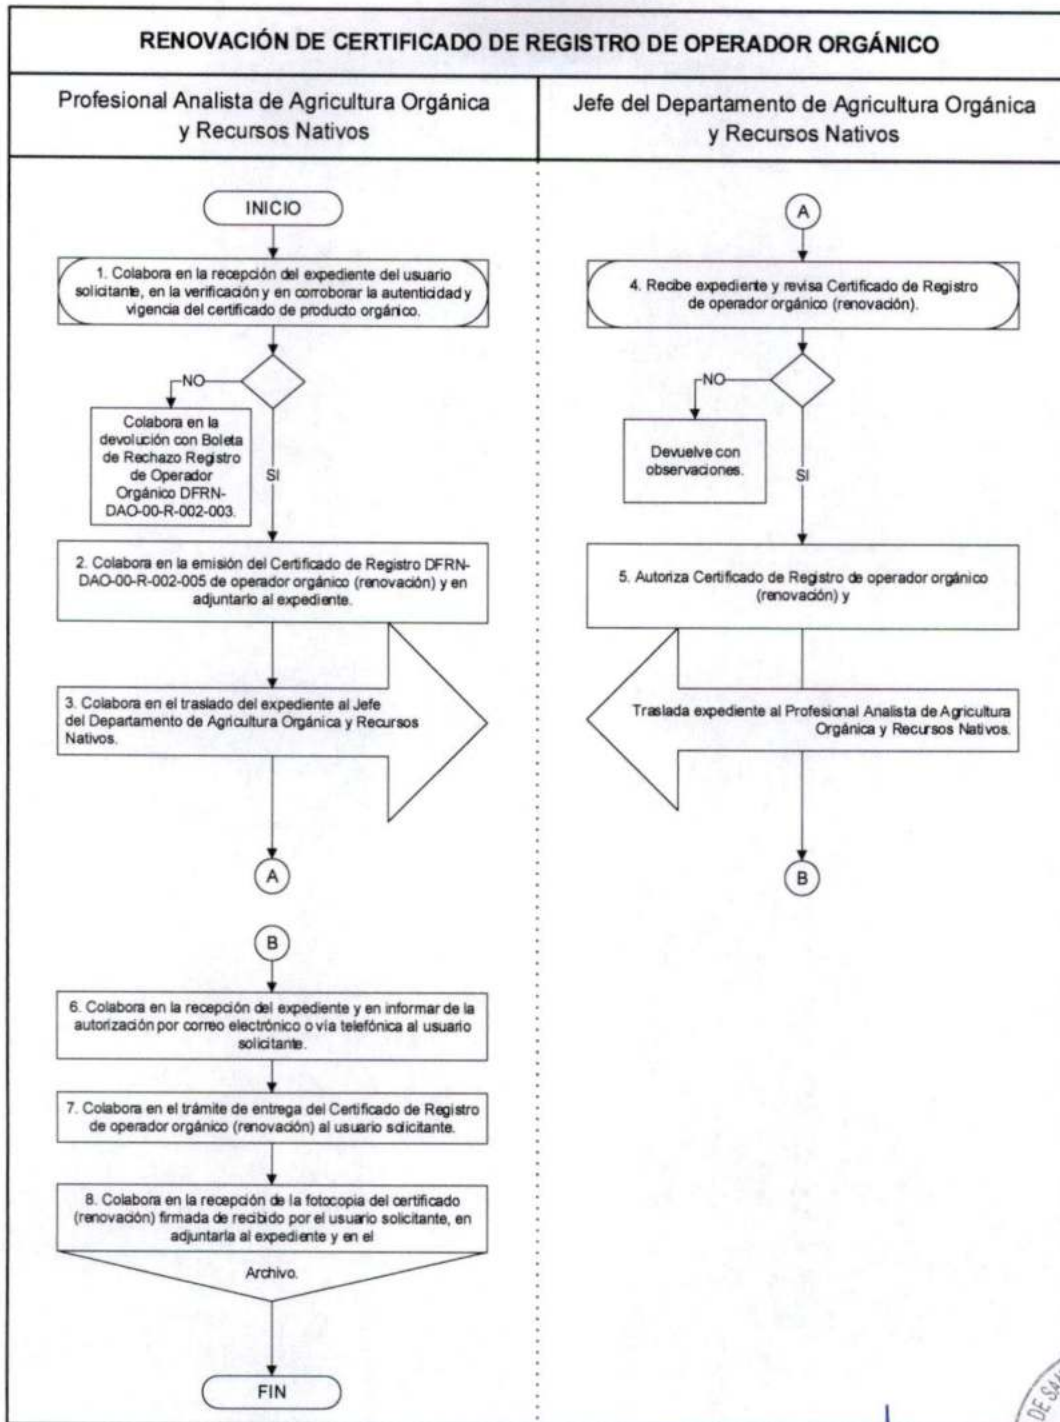 RENOVACIÓN DE CERTIFICADO DE REGISTRO DE OPERADOR ORGÁNICO
Profesional Analista de Agricultura Orgánica
y Recursos Nativos
Jefe del Departamento de Agricultura Orgánica
y Recursos Nativos
INICIO
1. Colabora en la recepción del expediente del usuario
solicitante, en la verificación y en corroborar la autenticidad y
vigencia del certificado de producto orgánico.
NO
Colabora en la
devolución con Boleta
de Rechazo Registro
de Operador
Orgánico DFRN-
DAO-00-R-002-003.
SI
2. Colabora en la emisión del Certificado de Registro DFRN-
DAO-00-R-002-005 de operador orgánico (renovación) y en
adjuntarlo al expediente.
3. Colabora en el traslado del expediente al Jefe
del Departamento de Agricultura Orgánica y Recursos
Nativos.
A
A
4. Recibe expediente y revisa Certificado de Registro
de operador orgánico (renovación).
NO
Devuelve con
observaciones.
SI
5. Autoriza Certificado de Registro de operador orgánico
(renovación) y
Traslada expediente al Profesional Analista de Agricultura
Orgánica y Recursos Nativos.
B
B
6. Colabora en la recepción del expediente y en informar de la
autorización por correo electrónico o vía telefónica al usuario
solicitante.
7. Colabora en el trámite de entrega del Certificado de Registro
de operador orgánico (renovación) al usuario solicitante.
8. Colabora en la recepción de la fotocopia del certificado
(renovación) firmada de recibido por el usuario solicitante, en
adjuntarla al expediente y en el
Archivo.
FIN
DE SAN